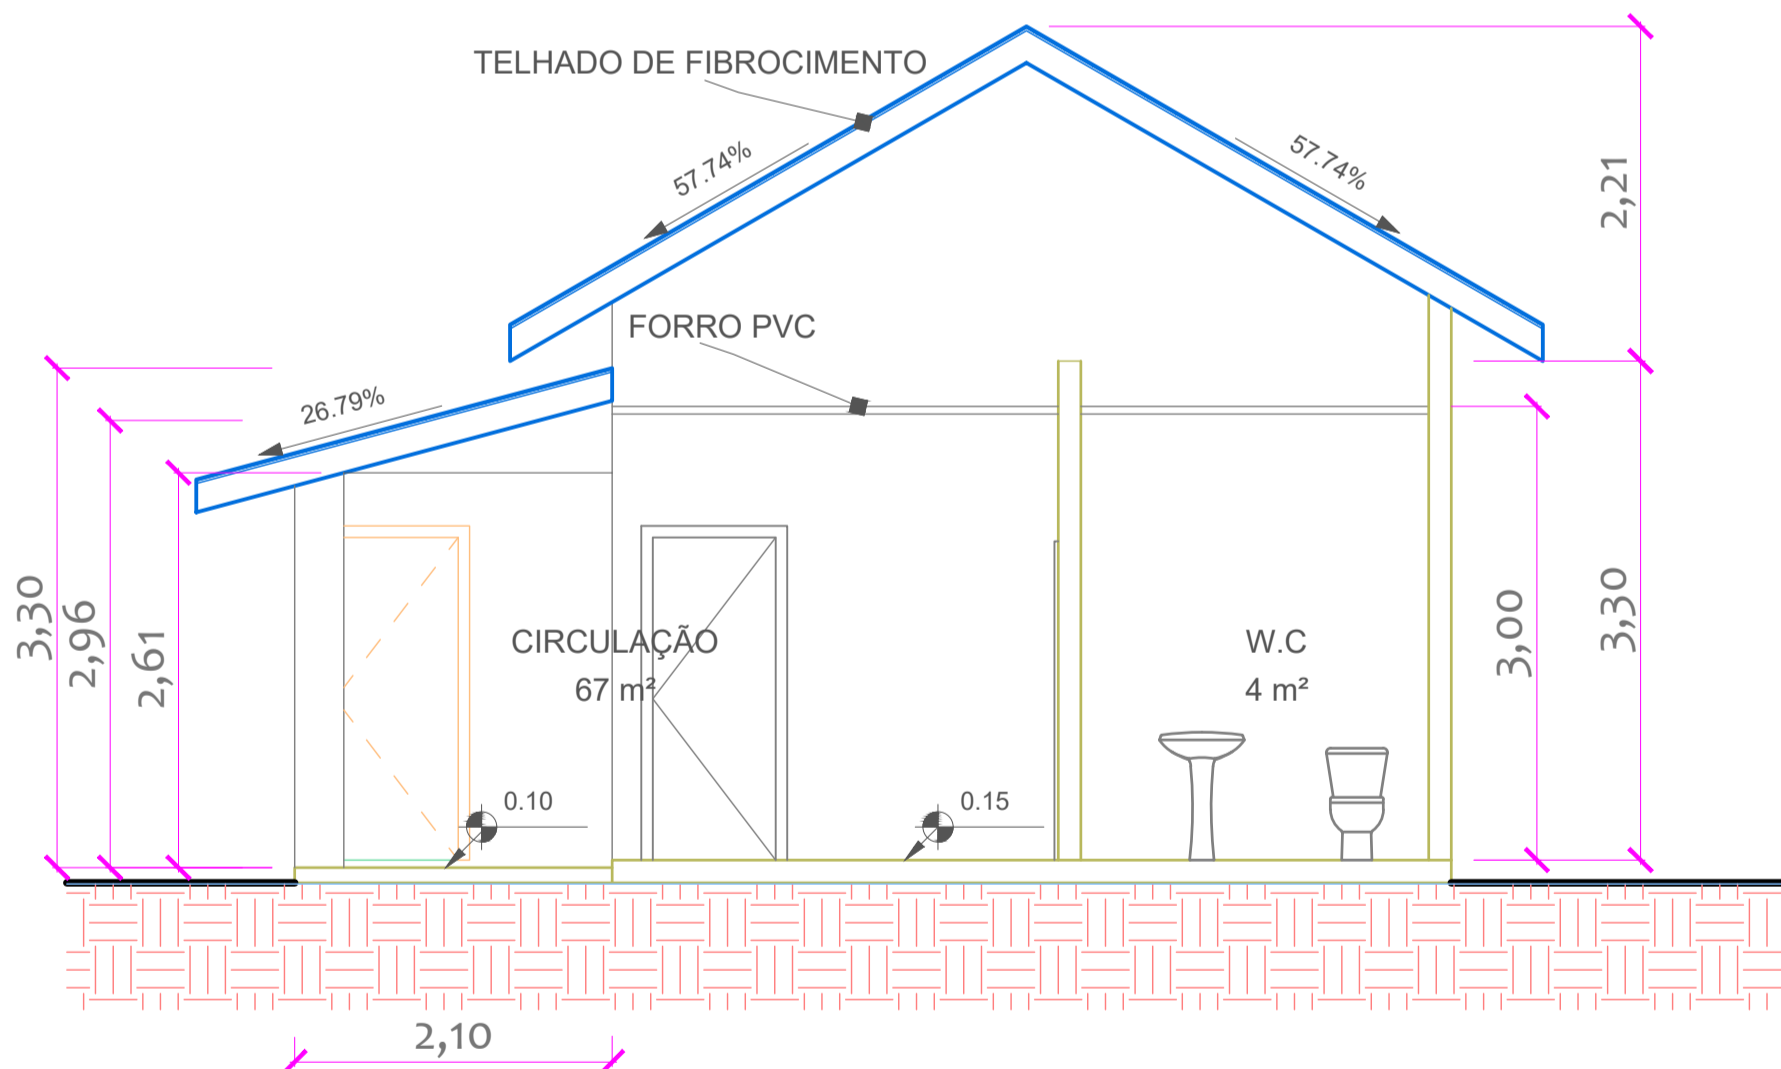 TELHADO DE FIBROCIMENTO
57.74%
57.74%
2,21
FORRO PVC
26.79%
3,30
2,96
2,61
CIRCULAÇÃO
67 m²
W.C
4 m²
3,00
3,30
0.10
0.15
2,10